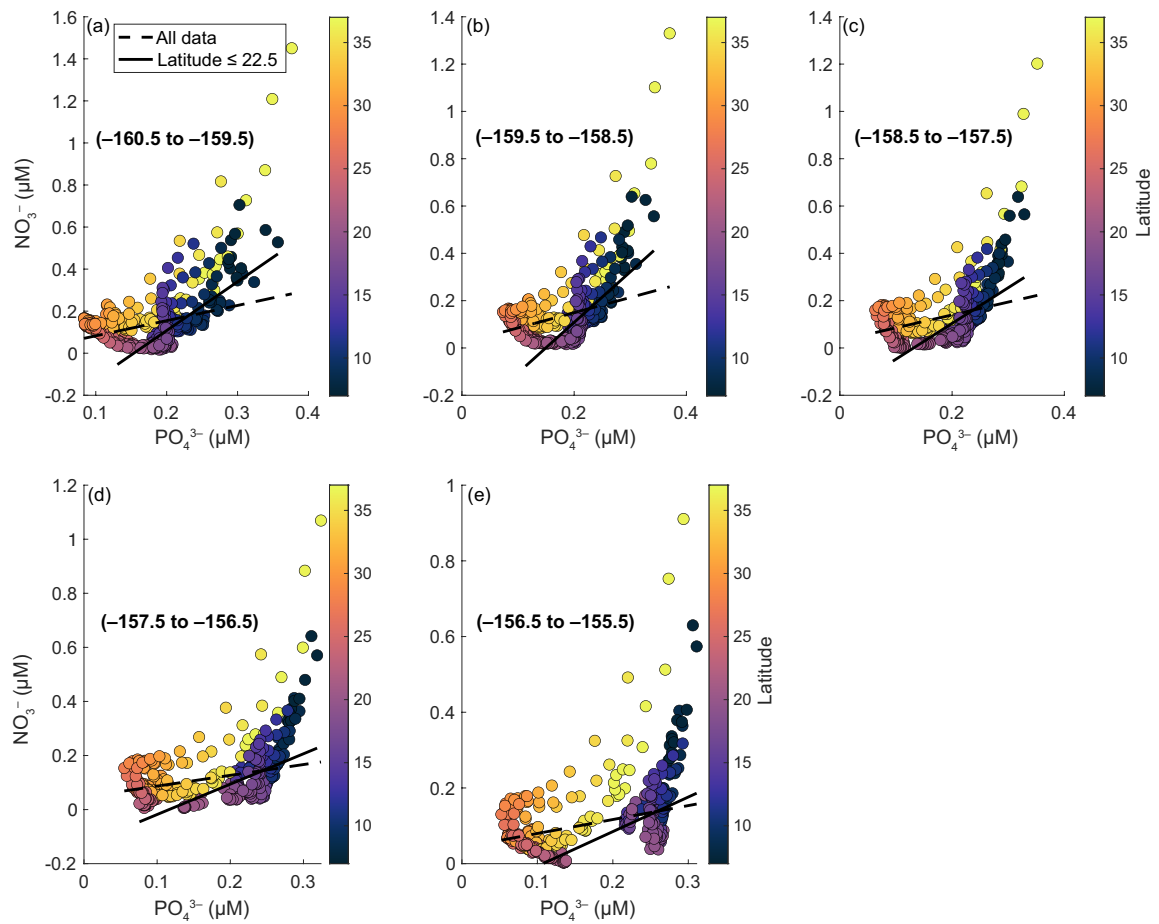 (a)
All data
Latitude ≤ 22.5
(–160.5 to –159.5)
NO₃⁻ (µM)
1.6
1.4
1.2
1
0.8
0.6
0.4
0.2
0
-0.2
0.1 0.2 0.3 0.4
PO₄³⁻ (µM)
35
30
25
20
15
10
(b)
(–159.5 to –158.5)
1.4
1.2
1
0.8
0.6
0.4
0.2
0
-0.2
0 0.2 0.4
PO₄³⁻ (µM)
35
30
25
20
15
10
(c)
(–158.5 to –157.5)
1.4
1.2
1
0.8
0.6
0.4
0.2
0
-0.2
0 0.2 0.4
PO₄³⁻ (µM)
35
30
25
20
15
10
Latitude
(d)
(–157.5 to –156.5)
NO₃⁻ (µM)
1.2
1
0.8
0.6
0.4
0.2
0
-0.2
0 0.1 0.2 0.3
PO₄³⁻ (µM)
35
30
25
20
15
10
(e)
(–156.5 to –155.5)
1
0.8
0.6
0.4
0.2
0
0 0.1 0.2 0.3
PO₄³⁻ (µM)
35
30
25
20
15
10
Latitude